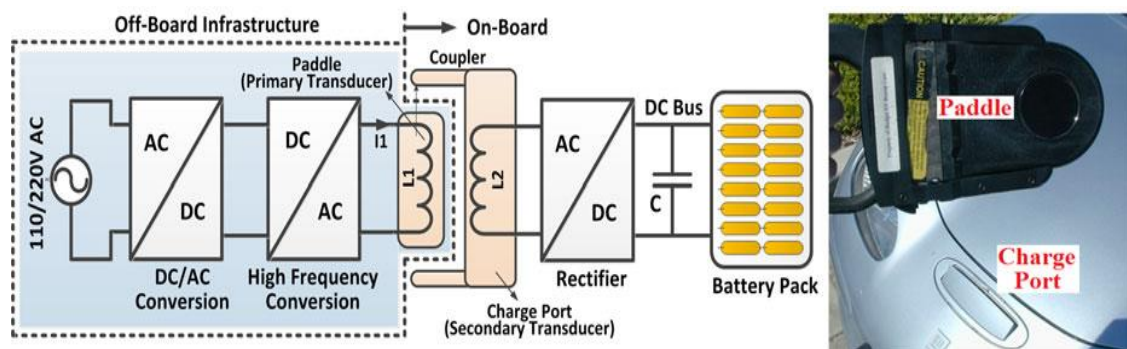 Off-Board Infrastructure
On-Board
Coupler
Paddle
(Primary Transducer)
110/220V AC
AC
DC
DC
AC
I1
L1
L2
AC
DC
DC Bus
C
DC/AC
Conversion
High Frequency
Conversion
Rectifier
Battery Pack
Charge Port
(Secondary Transducer)
CAUTION
Paddle
Charge
Port